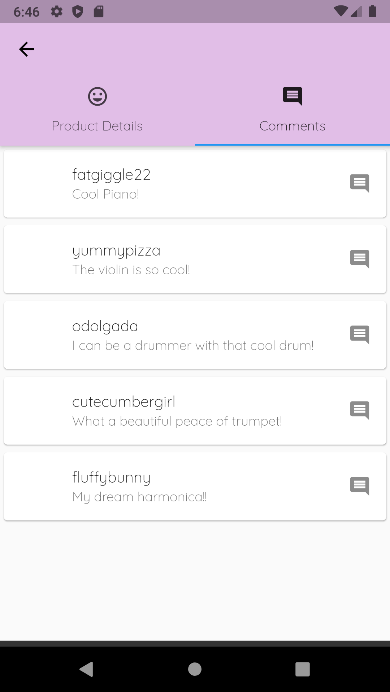 6:46
Product Details
Comments
fatgiggle22
Cool Piano!
yummypizza
The violin is so cool!
odolgada
I can be a drummer with that cool drum!
cutecumbergirl
What a beautiful peace of trumpet!
fluffybunny
My dream harmonica!!